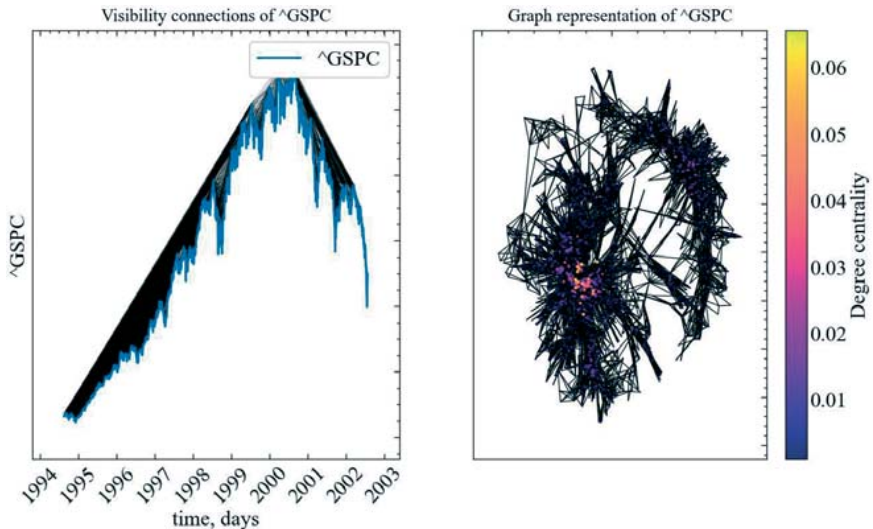 Visibility connections of ^GSPC
^GSPC
^GSPC
1994
1995
1996
1997
1998
1999
2000
2001
2002
2003
time, days
Graph representation of ^GSPC
0.06
0.05
0.04
0.03
0.02
0.01
Degree centrality